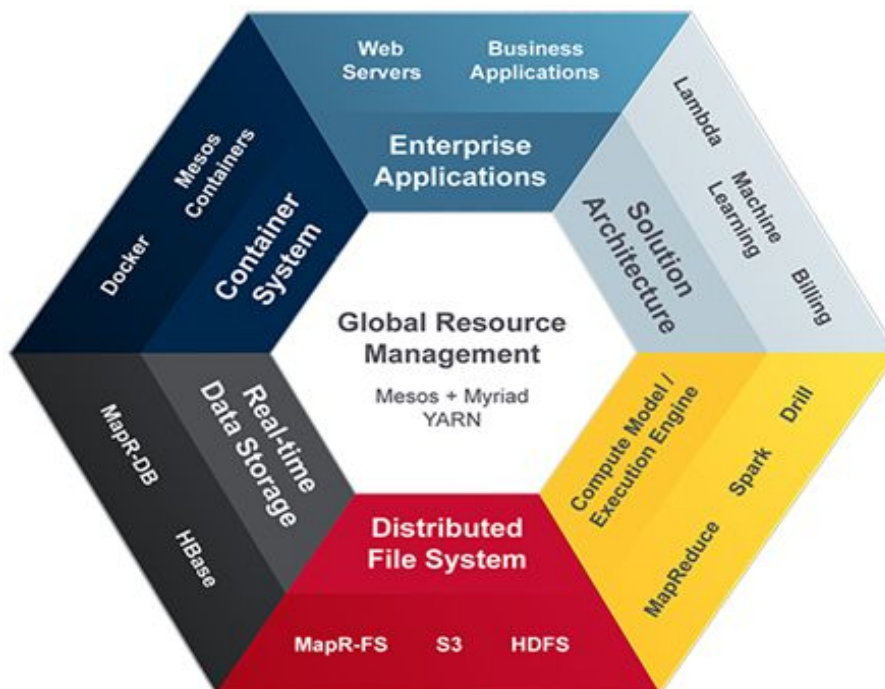 Web
Servers
Business
Applications
Enterprise
Applications
Lambda
Machine
Learning
Billing
Solution
Architecture
Drill
Spark
MapReduce
Compute Model /
Execution Engine
MapR-FS S3 HDFS
Distributed
File System
MapR-DB
HBase
Real-time
Data Storage
Docker
Mesos
Containers
Container
System
Global Resource
Management
Mesos + Myriad
YARN